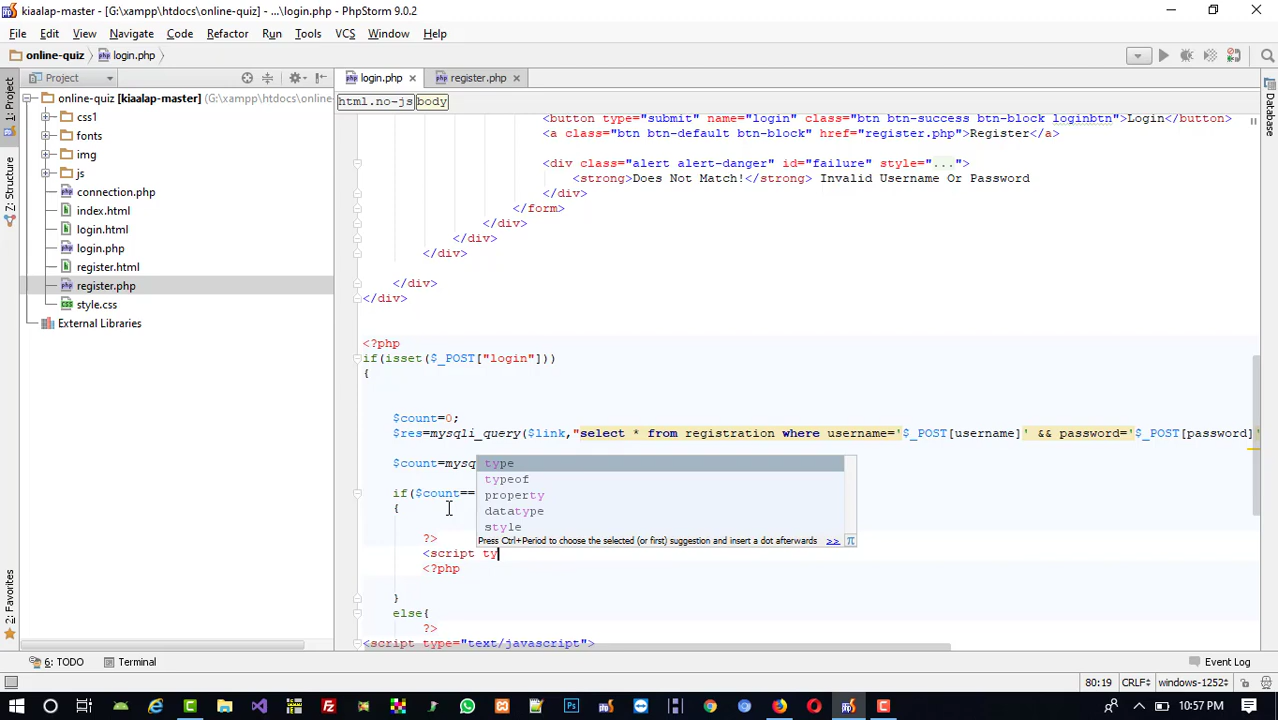 kiaalap-master - [G:\xampp\htdocs\online-quiz] - ...\login.php - PhpStorm 9.0.2
File Edit View Navigate Code Refactor Run Tools VCS Window Help
online-quiz login.php
Project
login.php register.php
html.no-js body
1: Project
7: Structure
2: Favorites
Database
online-quiz [kiaalap-master] (G:\xampp\htdocs\online-
css1
fonts
img
js
connection.php
index.html
login.html
login.php
register.html
register.php
style.css
External Libraries
<button type="submit" name="login" class="btn btn-success btn-block loginbtn">Login</button>
<a class="btn btn-default btn-block" href="register.php">Register</a>
<div class="alert alert-danger" id="failure" style="...">
<strong>Does Not Match!</strong> Invalid Username Or Password
</div>
</form>
</div>
</div>
</div>
</div>
</div>
<?php
if(isset($_POST["login"]))
{
$count=0;
$res=mysqli_query($link,"select * from registration where username='$_POST[username]' && password='$_POST[password]'
$count=mysq
type
typeof
property
datatype
style
Press Ctrl+Period to choose the selected (or first) suggestion and insert a dot afterwards >> π
if($count==
{
?>
<script ty
<?php
}
else{
?>
<script type="text/javascript">
6: TODO Terminal Event Log
80:19 CRLF windows-1252
10:57 PM